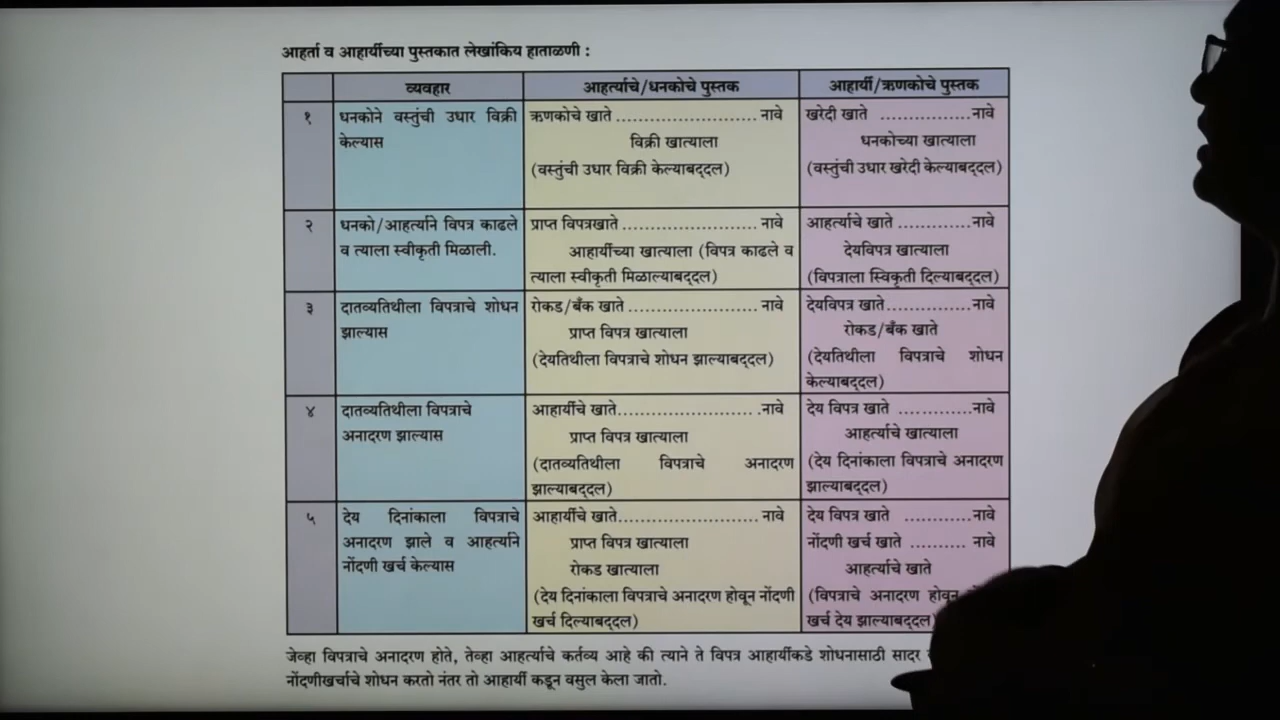 आहर्ता व आहार्यीच्या पुस्तकात लेखांकिय हाताळणी :
व्यवहार
आहर्त्याचे/धनकोचे पुस्तक
आहार्यी/ऋणकोचे पुस्तक
१
धनकोने वस्तुंची उधार विक्री
केल्यास
ऋणकोचे खाते ............................ नावे
विक्री खात्याला
(वस्तुंची उधार विक्री केल्याबद्दल)
खरेदी खाते ..................नावे
धनकोच्या खात्याला
(वस्तुंची उधार खरेदी केल्याबद्दल)
२
धनको/आहर्त्याने विपत्र काढले
व त्याला स्वीकृती मिळाली.
प्राप्त विपत्रखाते ........................... नावे
आहार्यीच्या खात्याला (विपत्र काढले व
त्याला स्वीकृती मिळाल्याबद्दल)
आहर्त्याचे खाते ..............नावे
देयविपत्र खात्याला
(विपत्राला स्विकृती दिल्याबद्दल)
३
दातव्यतिथीला विपत्राचे शोधन
झाल्यास
रोकड/बँक खाते .......................... नावे
प्राप्त विपत्र खात्याला
(देयतिथीला विपत्राचे शोधन झाल्याबद्दल)
देयविपत्र खाते.................नावे
रोकड/बँक खाते
(देयतिथीला विपत्राचे शोधन
केल्याबद्दल)
४
दातव्यतिथीला विपत्राचे
अनादरण झाल्यास
आहार्यीचे खाते........................... .नावे
प्राप्त विपत्र खात्याला
(दातव्यतिथीला विपत्राचे अनादरण
झाल्याबद्दल)
देय विपत्र खाते ..............नावे
आहर्त्याचे खात्याला
(देय दिनांकाला विपत्राचे अनादरण
झाल्याबद्दल)
५
देय दिनांकाला विपत्राचे
अनादरण झाले व आहर्त्याने
नोंदणी खर्च केल्यास
आहार्यीचे खाते............................ नावे
प्राप्त विपत्र खात्याला
रोकड खात्याला
(देय दिनांकाला विपत्राचे अनादरण होवून नोंदणी
खर्च दिल्याबद्दल)
देय विपत्र खाते .............नावे
नोंदणी खर्च खाते .......... नावे
आहर्त्याचे खाते
(विपत्राचे अनादरण होवून
खर्च देय झाल्याबद्दल)
जेव्हा विपत्राचे अनादरण होते, तेव्हा आहर्त्याचे कर्तव्य आहे की त्याने ते विपत्र आहार्यीकडे शोधनासाठी सादर
नोंदणीखर्चाचे शोधन करतो नंतर तो आहार्यी कडून वसुल केला जातो.